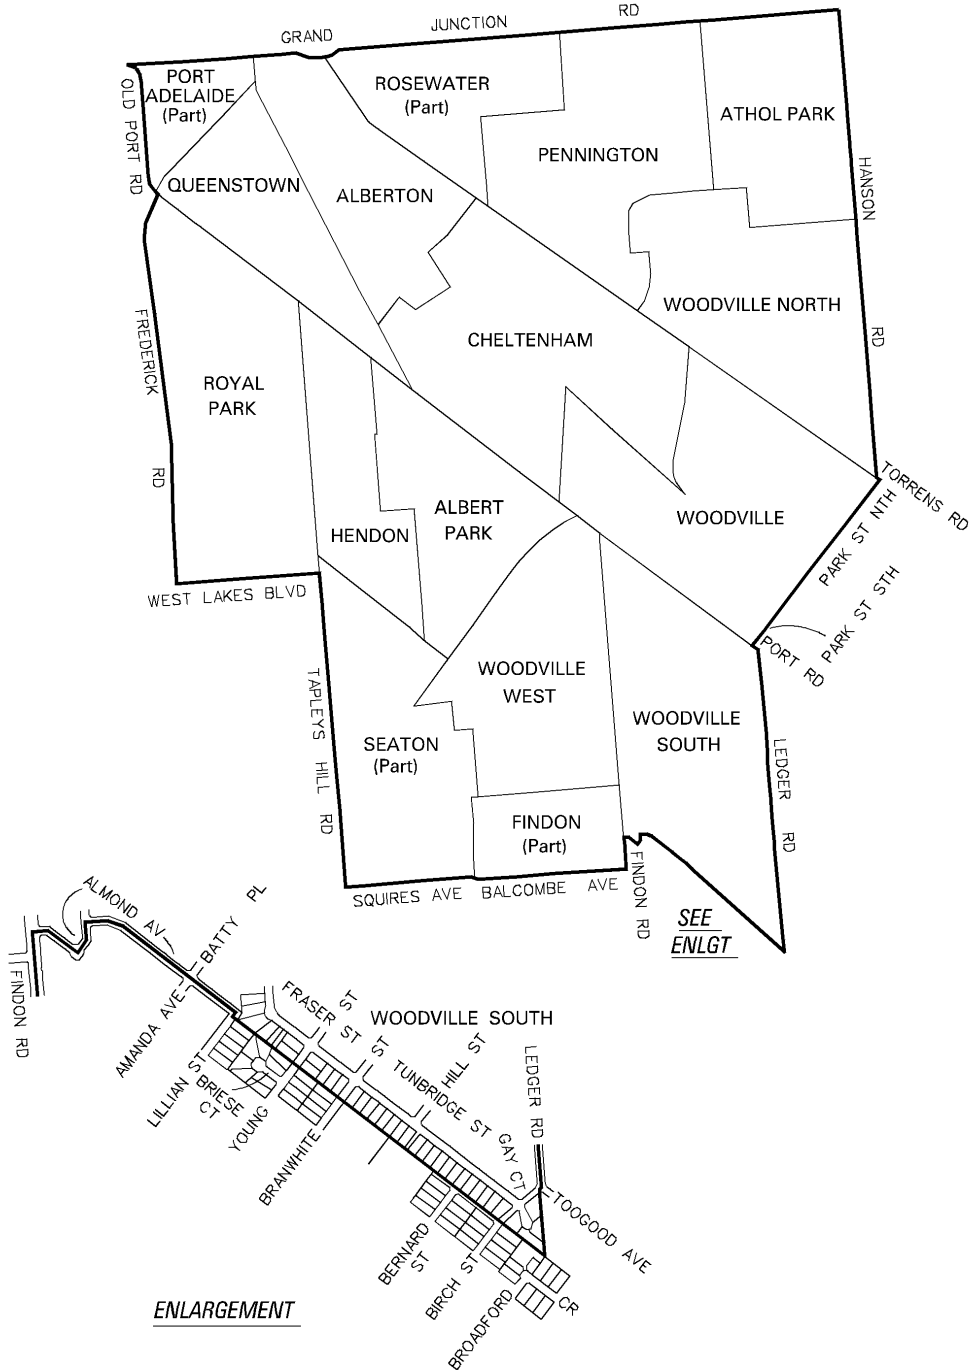 GRAND JUNCTION RD
PORT
ADELAIDE
(Part)
ROSEWATER
(Part)
ATHOL PARK
OLD PORT RD
PENNINGTON
QUEENSTOWN
ALBERTON
HANSON RD
WOODVILLE NORTH
CHELTENHAM
FREDERICK RD
ROYAL
PARK
TORRENS RD
ALBERT
PARK
HENDON
WOODVILLE
PARK ST NTH
PARK ST STH
WEST LAKES BLVD
PORT RD
WOODVILLE
WEST
TAPLEYS HILL RD
WOODVILLE
SOUTH
SEATON
(Part)
LEDGER RD
FINDON
(Part)
SQUIRES AVE
BALCOMBE AVE
FINDON RD
SEE
ENLGT
ALMOND AV
BATTY PL
FINDON RD
FRASER ST
ST
WOODVILLE SOUTH
AMANDA AVE
ST
HILL ST
LEDGER RD
TUNBRIDGE ST
LILLIAN ST
BRIESE
CT
YOUNG
GAY CT
BRANWHITE
TOOGOOD AVE
BERNARD
ST
BIRCH ST
BROADFORD CR
ENLARGEMENT